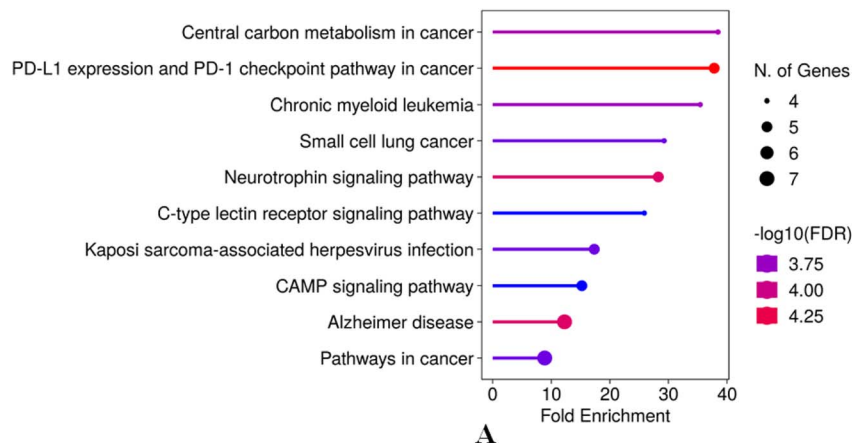 Central carbon metabolism in cancer
PD-L1 expression and PD-1 checkpoint pathway in cancer
Chronic myeloid leukemia
Small cell lung cancer
Neurotrophin signaling pathway
C-type lectin receptor signaling pathway
Kaposi sarcoma-associated herpesvirus infection
CAMP signaling pathway
Alzheimer disease
Pathways in cancer
0 10 20 30 40
Fold Enrichment
A
N. of Genes
4
5
6
7
-log10(FDR)
3.75
4.00
4.25